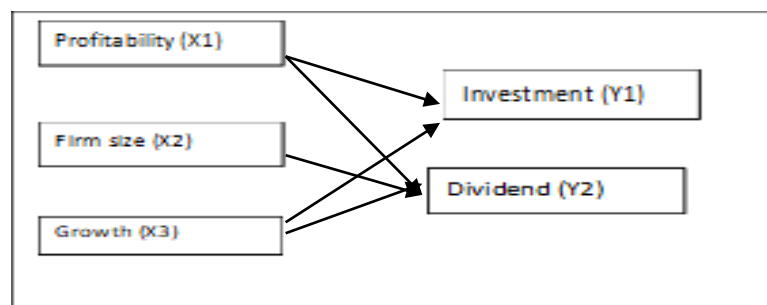 Profitability (X1)
Investment (Y1)
Firm size (X2)
Dividend (Y2)
Growth (X3)